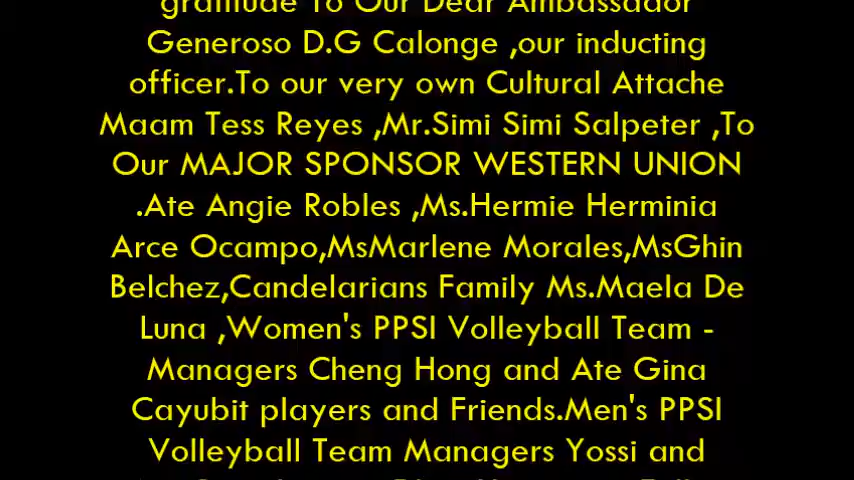 gratitude To Our Dear Ambassador
Generoso D.G Calonge ,our inducting
officer.To our very own Cultural Attache
Maam Tess Reyes ,Mr.Simi Simi Salpeter ,To
Our MAJOR SPONSOR WESTERN UNION
.Ate Angie Robles ,Ms.Hermie Herminia
Arce Ocampo,MsMarlene Morales,MsGhin
Belchez,Candelarians Family Ms.Maela De
Luna ,Women's PPSI Volleyball Team -
Managers Cheng Hong and Ate Gina
Cayubit players and Friends.Men's PPSI
Volleyball Team Managers Yossi and